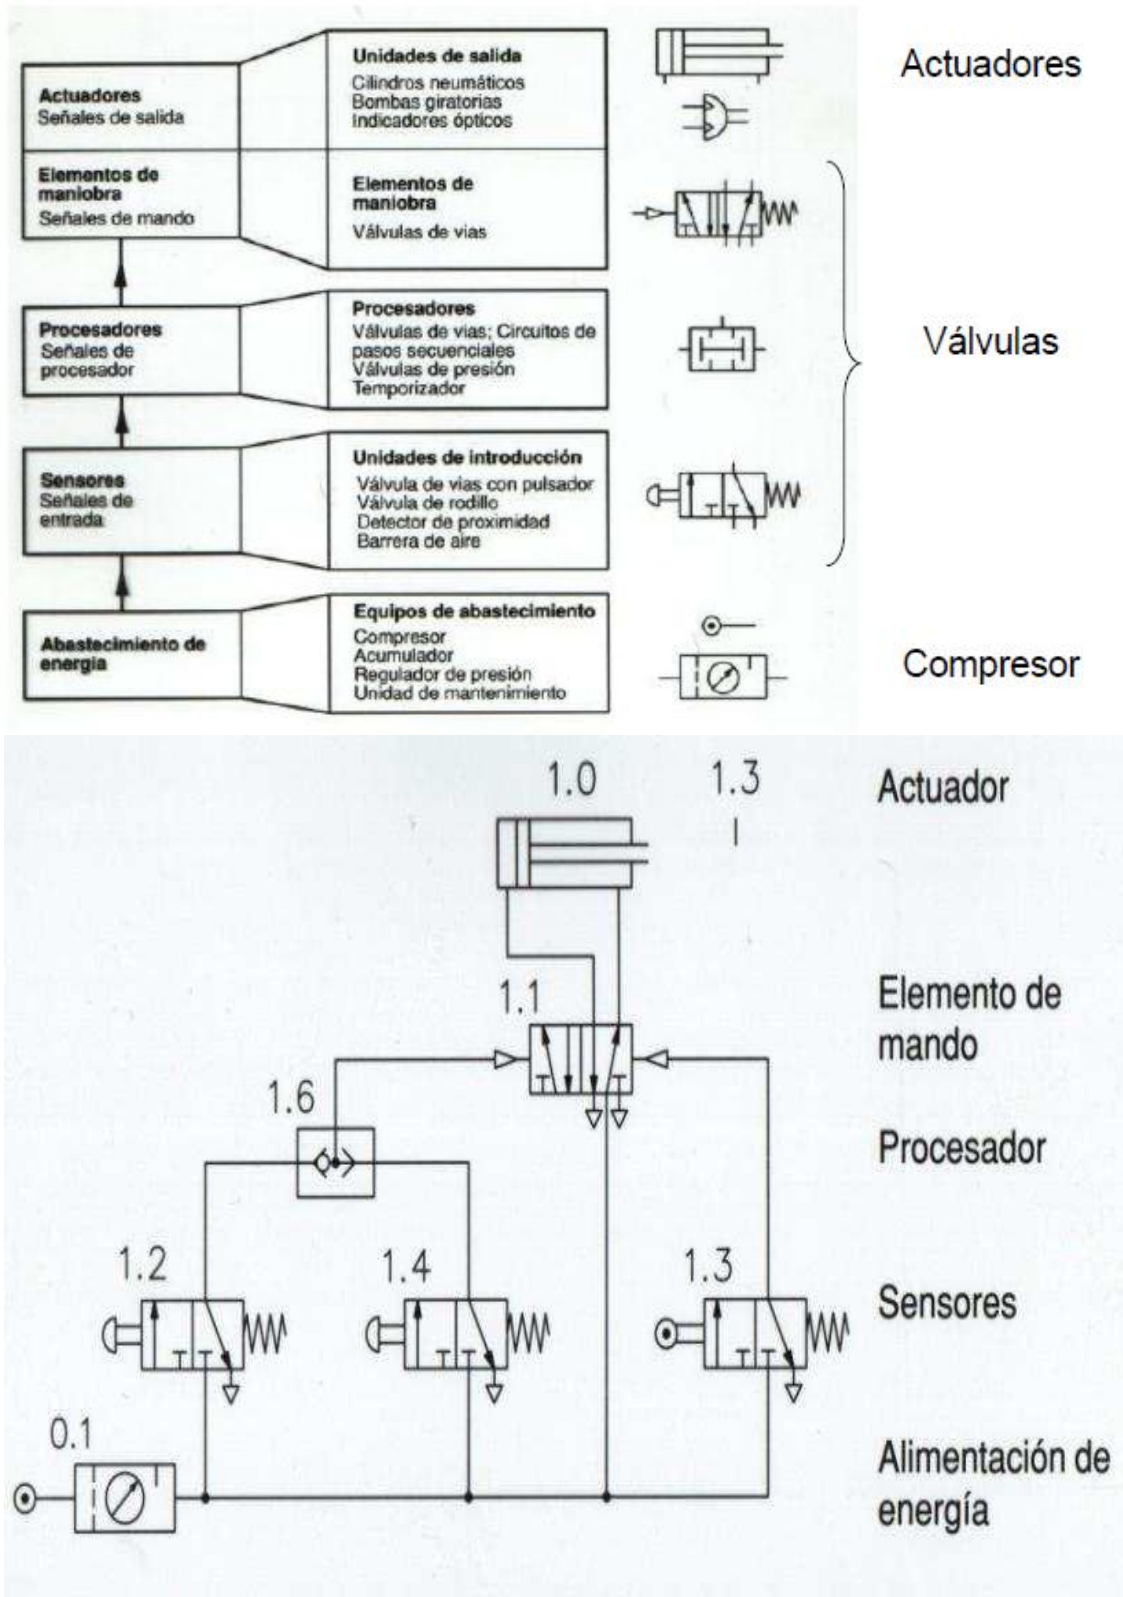 Actuadores
Señales de salida
Elementos de
maniobra
Señales de mando
Unidades de salida
Cilindros neumáticos
Bombas giratorias
Indicadores ópticos
Elementos de
maniobra
Válvulas de vias
Actuadores
Procesadores
Señales de
procesador
Procesadores
Válvulas de vias; Circuitos de
pasos secuenciales
Válvulas de presión
Temporizador
Válvulas
Sensores
Señales de
entrada
Unidades de introducción
Válvula de vias con pulsador
Válvula de rodillo
Detector de proximidad
Barrera de aire
Abastecimiento de
energia
Equipos de abastecimiento
Compresor
Acumulador
Regulador de presión
Unidad de mantenimiento
Compresor
1.0
1.3
Actuador
1.1
Elemento de
mando
1.6
Procesador
1.2
1.4
1.3
Sensores
0.1
Alimentación de
energía